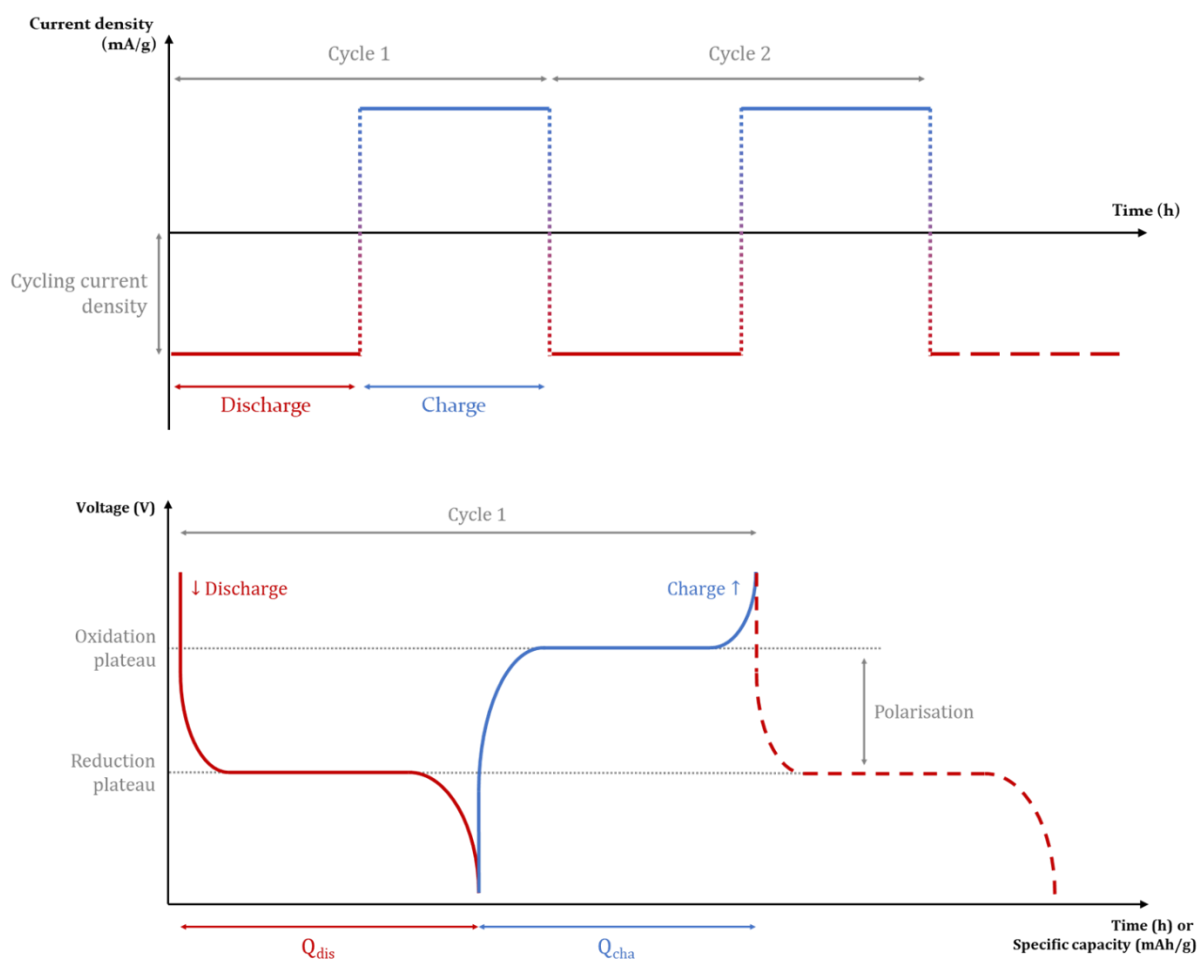 Current density
(mA/g)
Cycle 1
Cycle 2
Time (h)
Cycling current
density
Discharge
Charge
Voltage (V)
Cycle 1
↓ Discharge
Charge ↑
Oxidation
plateau
Polarisation
Reduction
plateau
Time (h) or
Specific capacity (mAh/g)
Qdis
Qcha